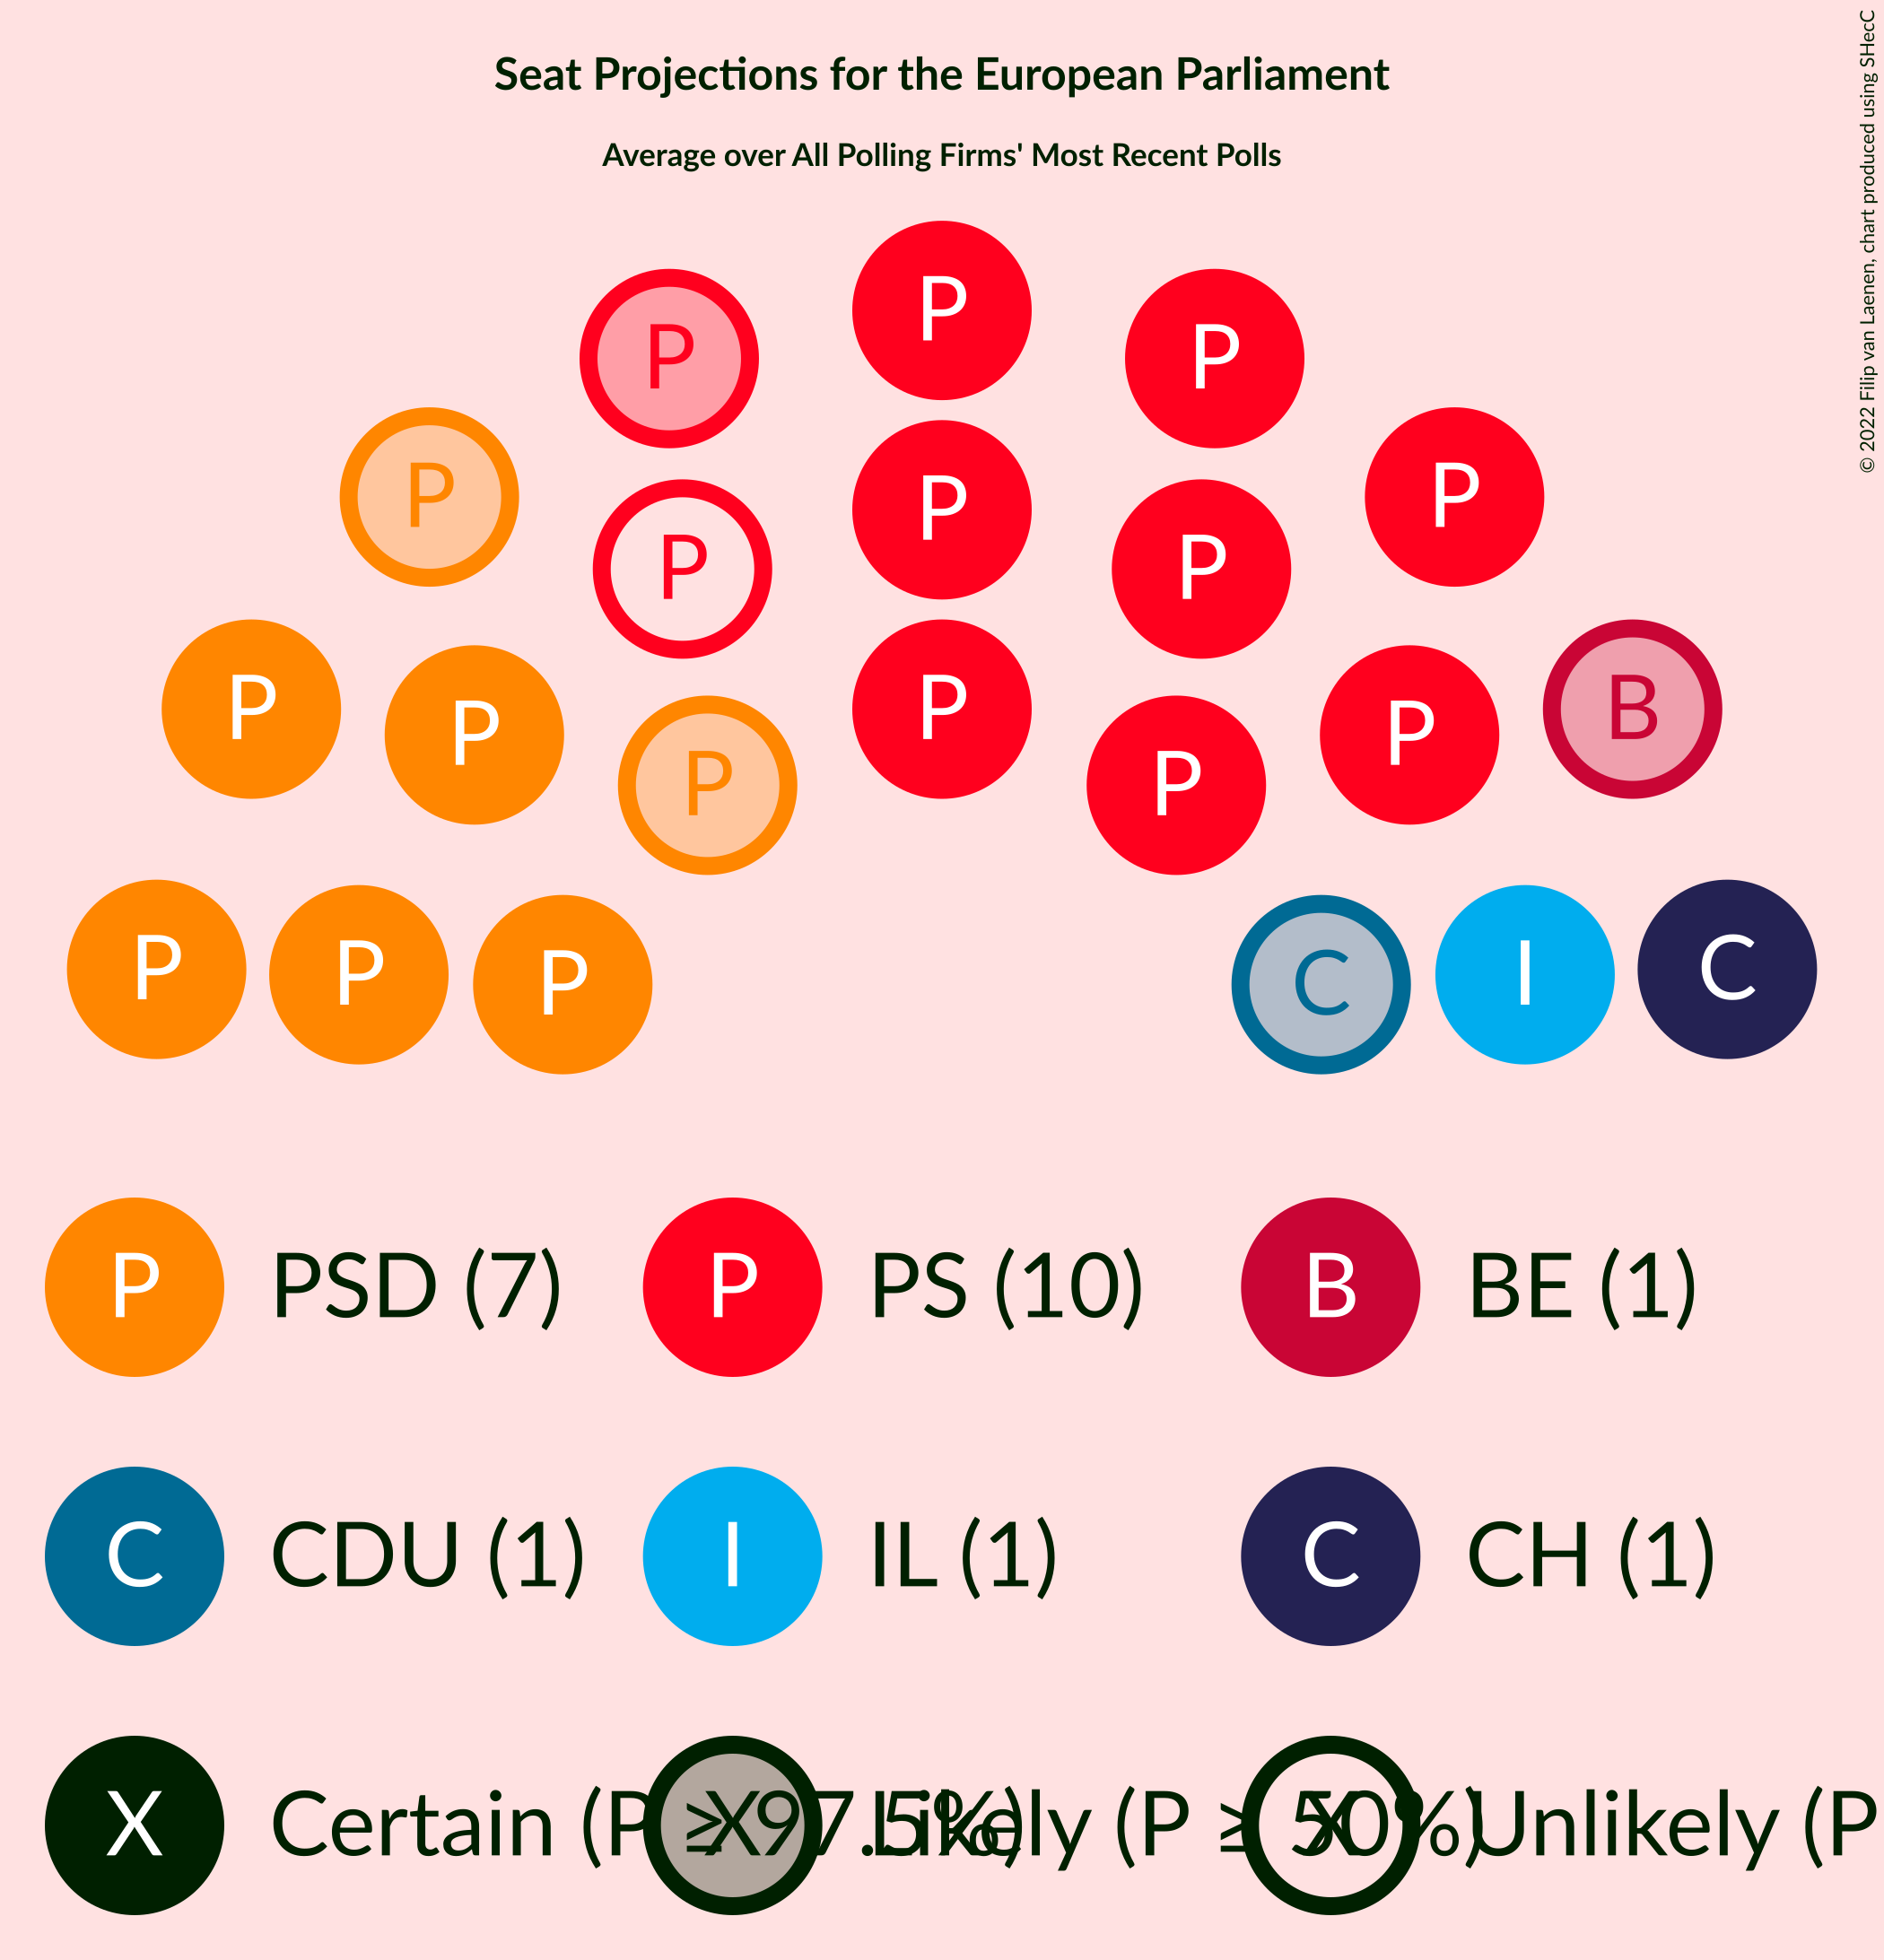 Seat Projections for the European Parliament
Average over All Polling Firms' Most Recent Polls
© 2022 Filip van Laenen, chart produced using SHecC
P
P P
P P
P P P
P P P B
P P P
P P P C I C
P PSD (7) P PS (10) B BE (1)
C CDU (1) I IL (1) C CH (1)
X Certain (P ≥ 97.5%) X Likely (P ≥ 50%) X Unlikely (P